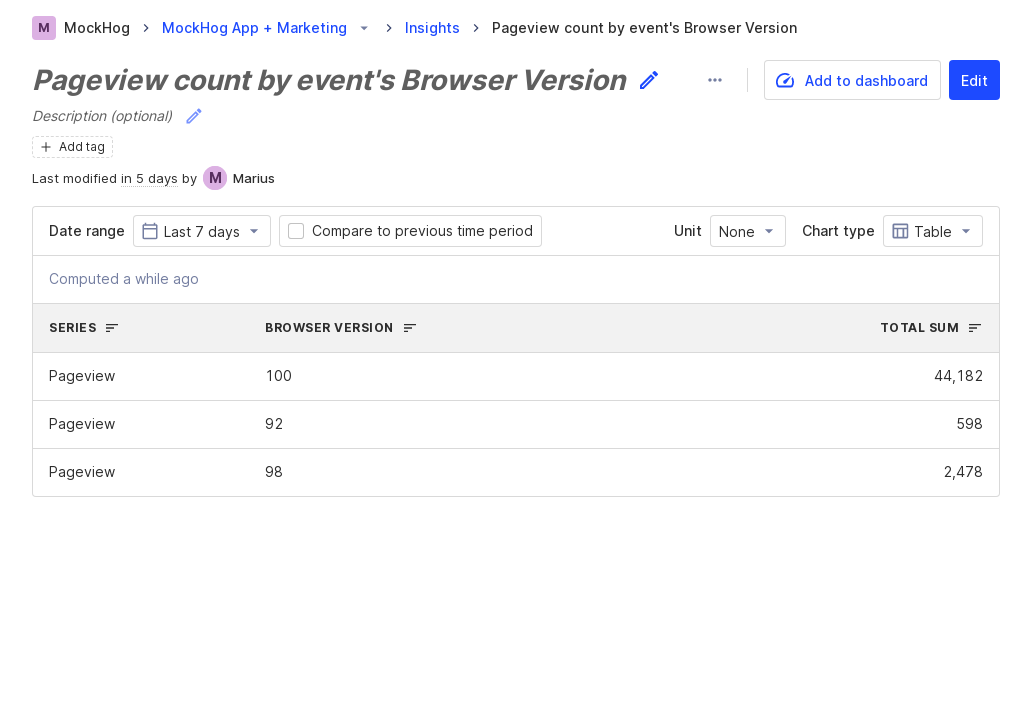 M MockHog MockHog App + Marketing Insights Pageview count by event's Browser Version
Pageview count by event's Browser Version Add to dashboard Edit
Description (optional)
Add tag
Last modified in 5 days by M Marius
Date range Last 7 days Compare to previous time period Unit None Chart type Table
Computed a while ago
SERIES BROWSER VERSION TOTAL SUM
Pageview 100 44,182
Pageview 92 598
Pageview 98 2,478